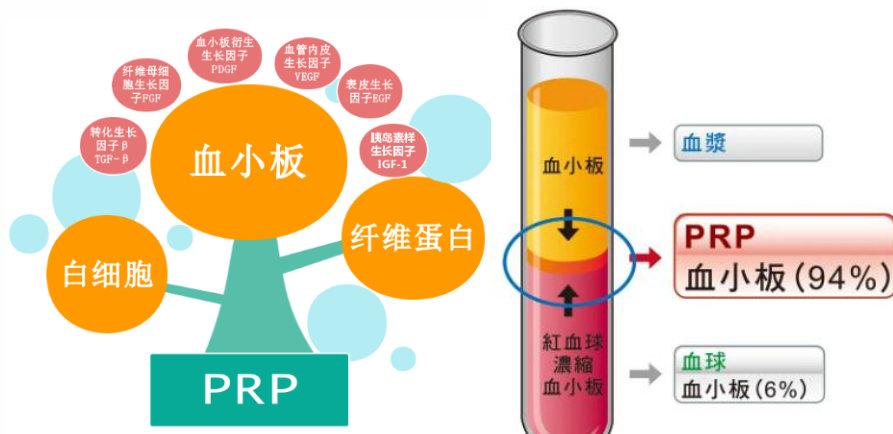 血小板衍生
生长因子
PDGF
血管内皮
生长因子
VEGF
纤维母细
胞生长因
子FGF
表皮生长
因子EGF
转化生长
因子β
TGF-β
胰岛素样
生长因子
IGF-1
血小板
白细胞
纤维蛋白
PRP
血小板
紅血球
濃縮
血小板
血漿
PRP
血小板(94%)
血球
血小板(6%)